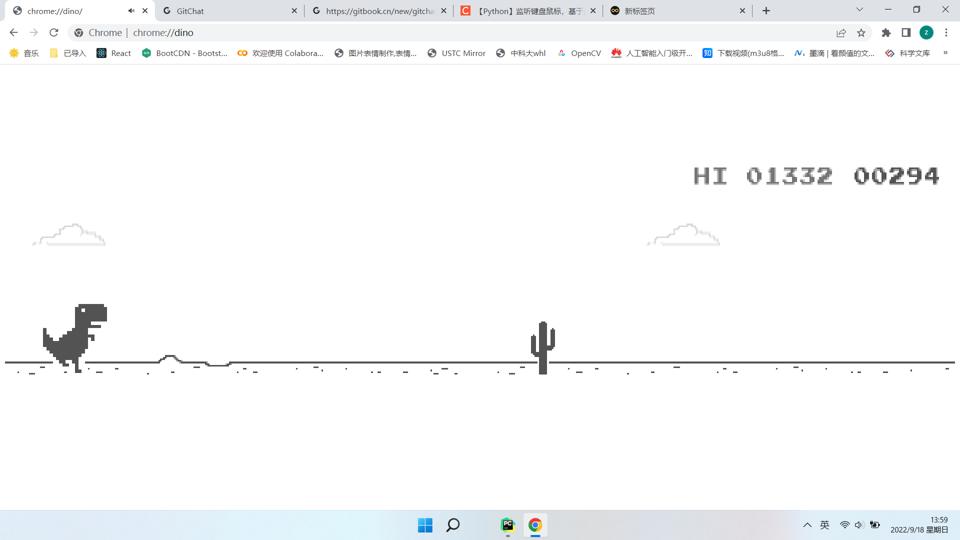 chrome://dino/
GitChat
https://gitbook.cn/new/gitcha
【Python】监听键盘鼠标，基于
新标签页
Chrome | chrome://dino
Z
音乐
已导入
React
BootCDN - Bootst...
欢迎使用 Colabora...
图片表情制作,表情...
USTC Mirror
中科大whl
OpenCV
人工智能入门极开...
下载视频(m3u8格...
墨滴 | 看颜值的文...
科学文库
»
HI 01332 00294
英
13:59
2022/9/18 星期日